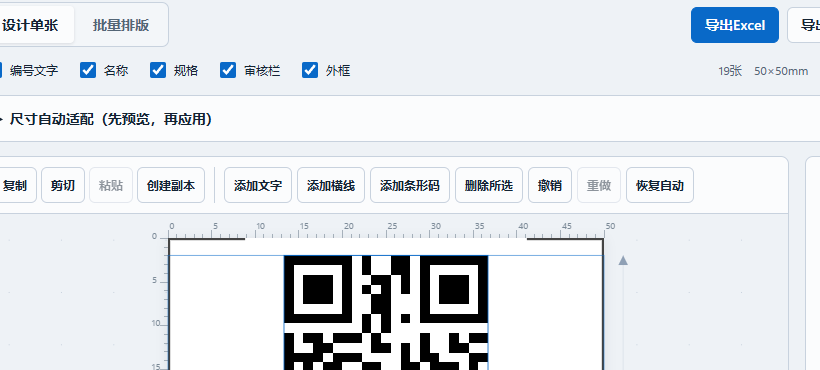 设计单张 批量排版 导出Excel 导出
编号文字 名称 规格 审核栏 外框 19张 50×50mm
尺寸自动适配（先预览，再应用）
复制 剪切 粘贴 创建副本 添加文字 添加横线 添加条形码 删除所选 撤销 重做 恢复自动
0 5 10 15 20 25 30 35 40 45 50
0
5
10
15